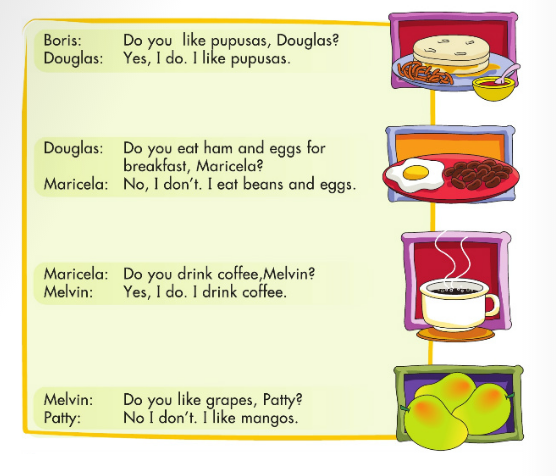 Boris: Do you like pupusas, Douglas?
Douglas: Yes, I do. I like pupusas.
Douglas: Do you eat ham and eggs for
breakfast, Maricela?
Maricela: No, I don't. I eat beans and eggs.
Maricela: Do you drink coffee,Melvin?
Melvin: Yes, I do. I drink coffee.
Melvin: Do you like grapes, Patty?
Patty: No I don't. I like mangos.